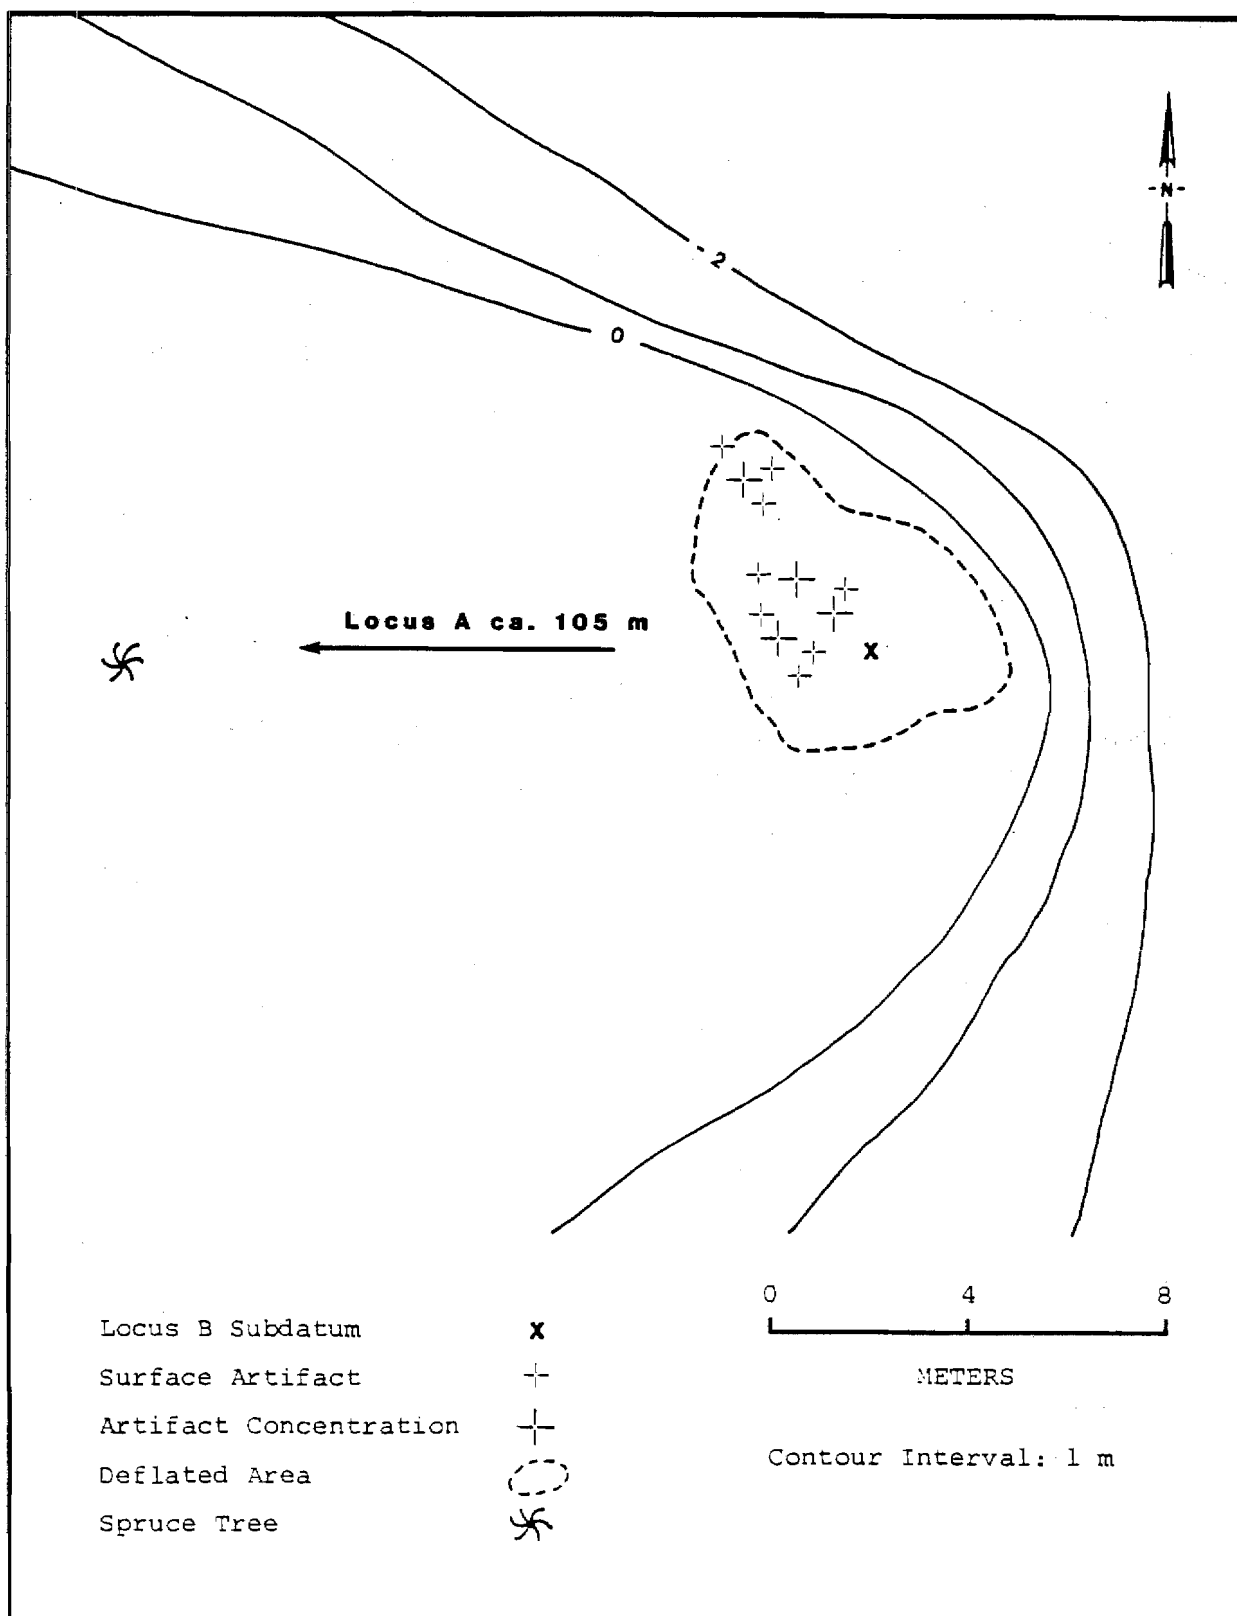 -N-
-2
0
Locus A ca. 105 m
X
0 4 8
METERS
Contour Interval: 1 m
Locus B Subdatum X
Surface Artifact
Artifact Concentration
Deflated Area
Spruce Tree